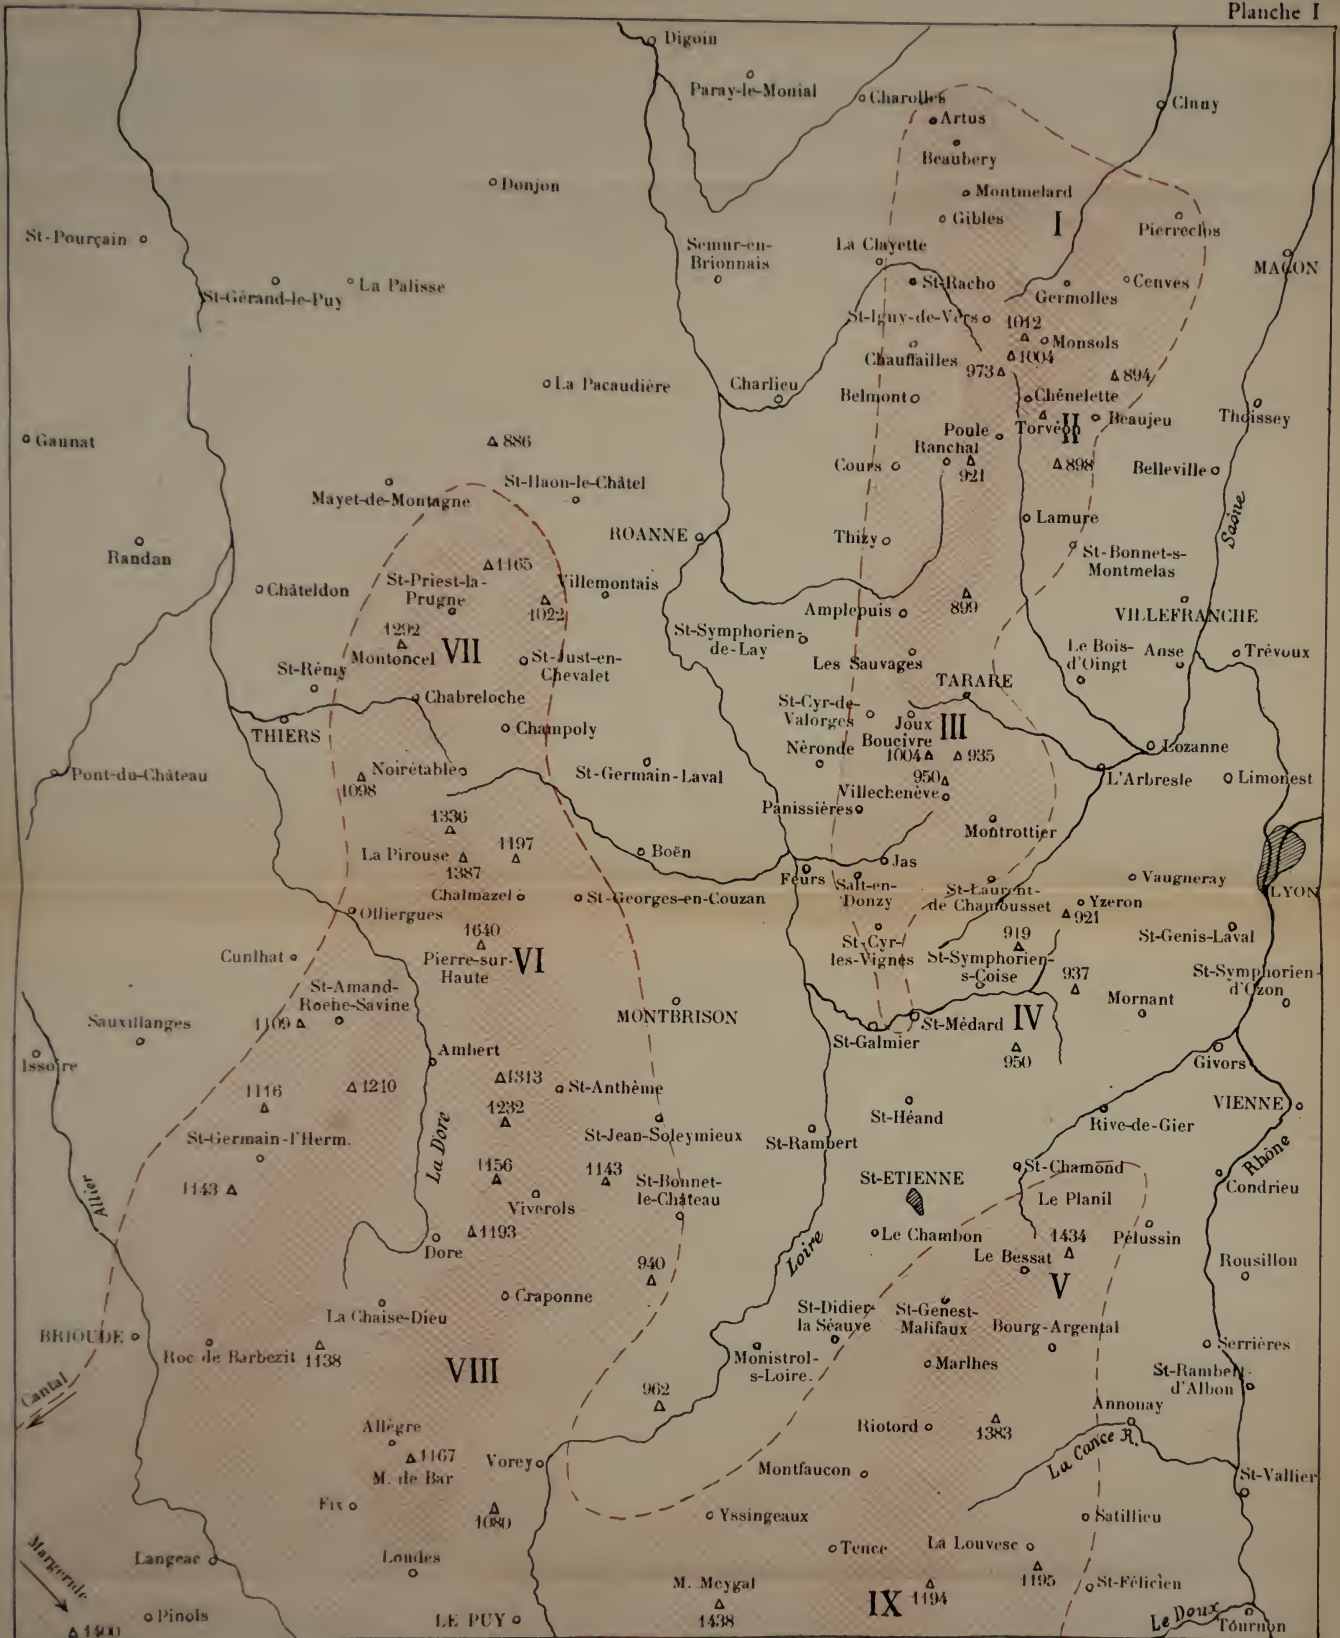 Planche I
Digoin
Paray-le-Monial
Charolles
Cluny
Artus
Beaubery
Donjon
Montmelard
Gibles
I
Pierreclos
St-Pourçain
La Clayette
Semur-en-
Brionnais
MACON
St-Gérand-le-Puy
La Palisse
St-Racho
Germolles
Cenves
St-Igny-de-Vers
1012
Monsols
Chauffailles
1004
973
894
La Pacaudière
Charlieu
Belmont
Chênelette
Beaujeu
Thoissey
Torvéon
II
Poule
Gannat
886
Ranchal
921
Cours
898
Belleville
Mayet-de-Montagne
St-Haon-le-Châtel
Saône
Lamure
ROANNE
Thizy
Randan
St-Bonnet-s-
Montmelas
1165
St-Priest-la-
Prugne
Villemontais
1022
Châteldon
899
Amplepuis
VILLEFRANCHE
1292
Montoncel
VII
St-Symphorien-
de-Lay
Les Sauvages
Le Bois-
d'Oingt
Anse
Trévoux
St-Rémy
St-Just-en-
Chevalet
TARARE
Chabreloche
St-Cyr-de-
Valorges
Joux
III
THIERS
Champoly
Néronde
Boucivre
1004
935
Lozanne
Pont-du-Château
Noirétable
1098
St-Germain-Laval
950
Villechenève
L'Arbresle
Limonest
Panissières
Montrottier
1336
La Pirouse
1387
1197
Boën
Feurs
Jas
LYON
Salt-en-
Donzy
St-Laurent-
de Chamousset
Vaugneray
Chalmazel
St-Georges-en-Couzan
Yzeron
921
Olliergues
1640
Pierre-sur-
Haute
VI
St-Cyr-
les-Vignes
919
St-Symphorien-
s-Coise
St-Genis-Laval
Cunlhat
937
St-Symphorien-
d'Ozon
St-Amand-
Roche-Savine
1109
Mornant
Sauxillanges
MONTBRISON
St-Galmier
St-Médard
IV
950
Issoire
Ambert
Givors
1116
1210
1313
St-Anthème
1232
St-Héand
VIENNE
Rive-de-Gier
St-Germain-l'Herm.
La Dore
St-Jean-Soleymieux
St-Rambert
Rhône
1143
1156
1143
St-Bonnet-
le-Château
St-ETIENNE
St-Chamond
Condrieu
Allier
Viverols
Le Planil
Dore
1193
Loire
Le Chambon
1434
Pélussin
Le Bessat
Rousillon
940
V
La Chaise-Dieu
Craponne
St-Didier-
la Séauve
St-Genest-
Malifaux
Bourg-Argental
BRIOUDE
Roc de Barbezit
1138
VIII
Monistrol-
s-Loire
Marlhes
Serrières
St-Rambert-
d'Albon
Cantal
962
Annonay
Allègre
Riotord
1383
La Cance R.
1167
M. de Bar
Vorey
Montfaucon
St-Vallier
Fix
1080
Yssingeaux
Satillieu
Langeac
Loudes
Tence
La Louvesc
Margeride
M. Meygal
1438
1195
St-Félicien
1194
IX
Pinols
LE PUY
1400
Le Doux
Tournon